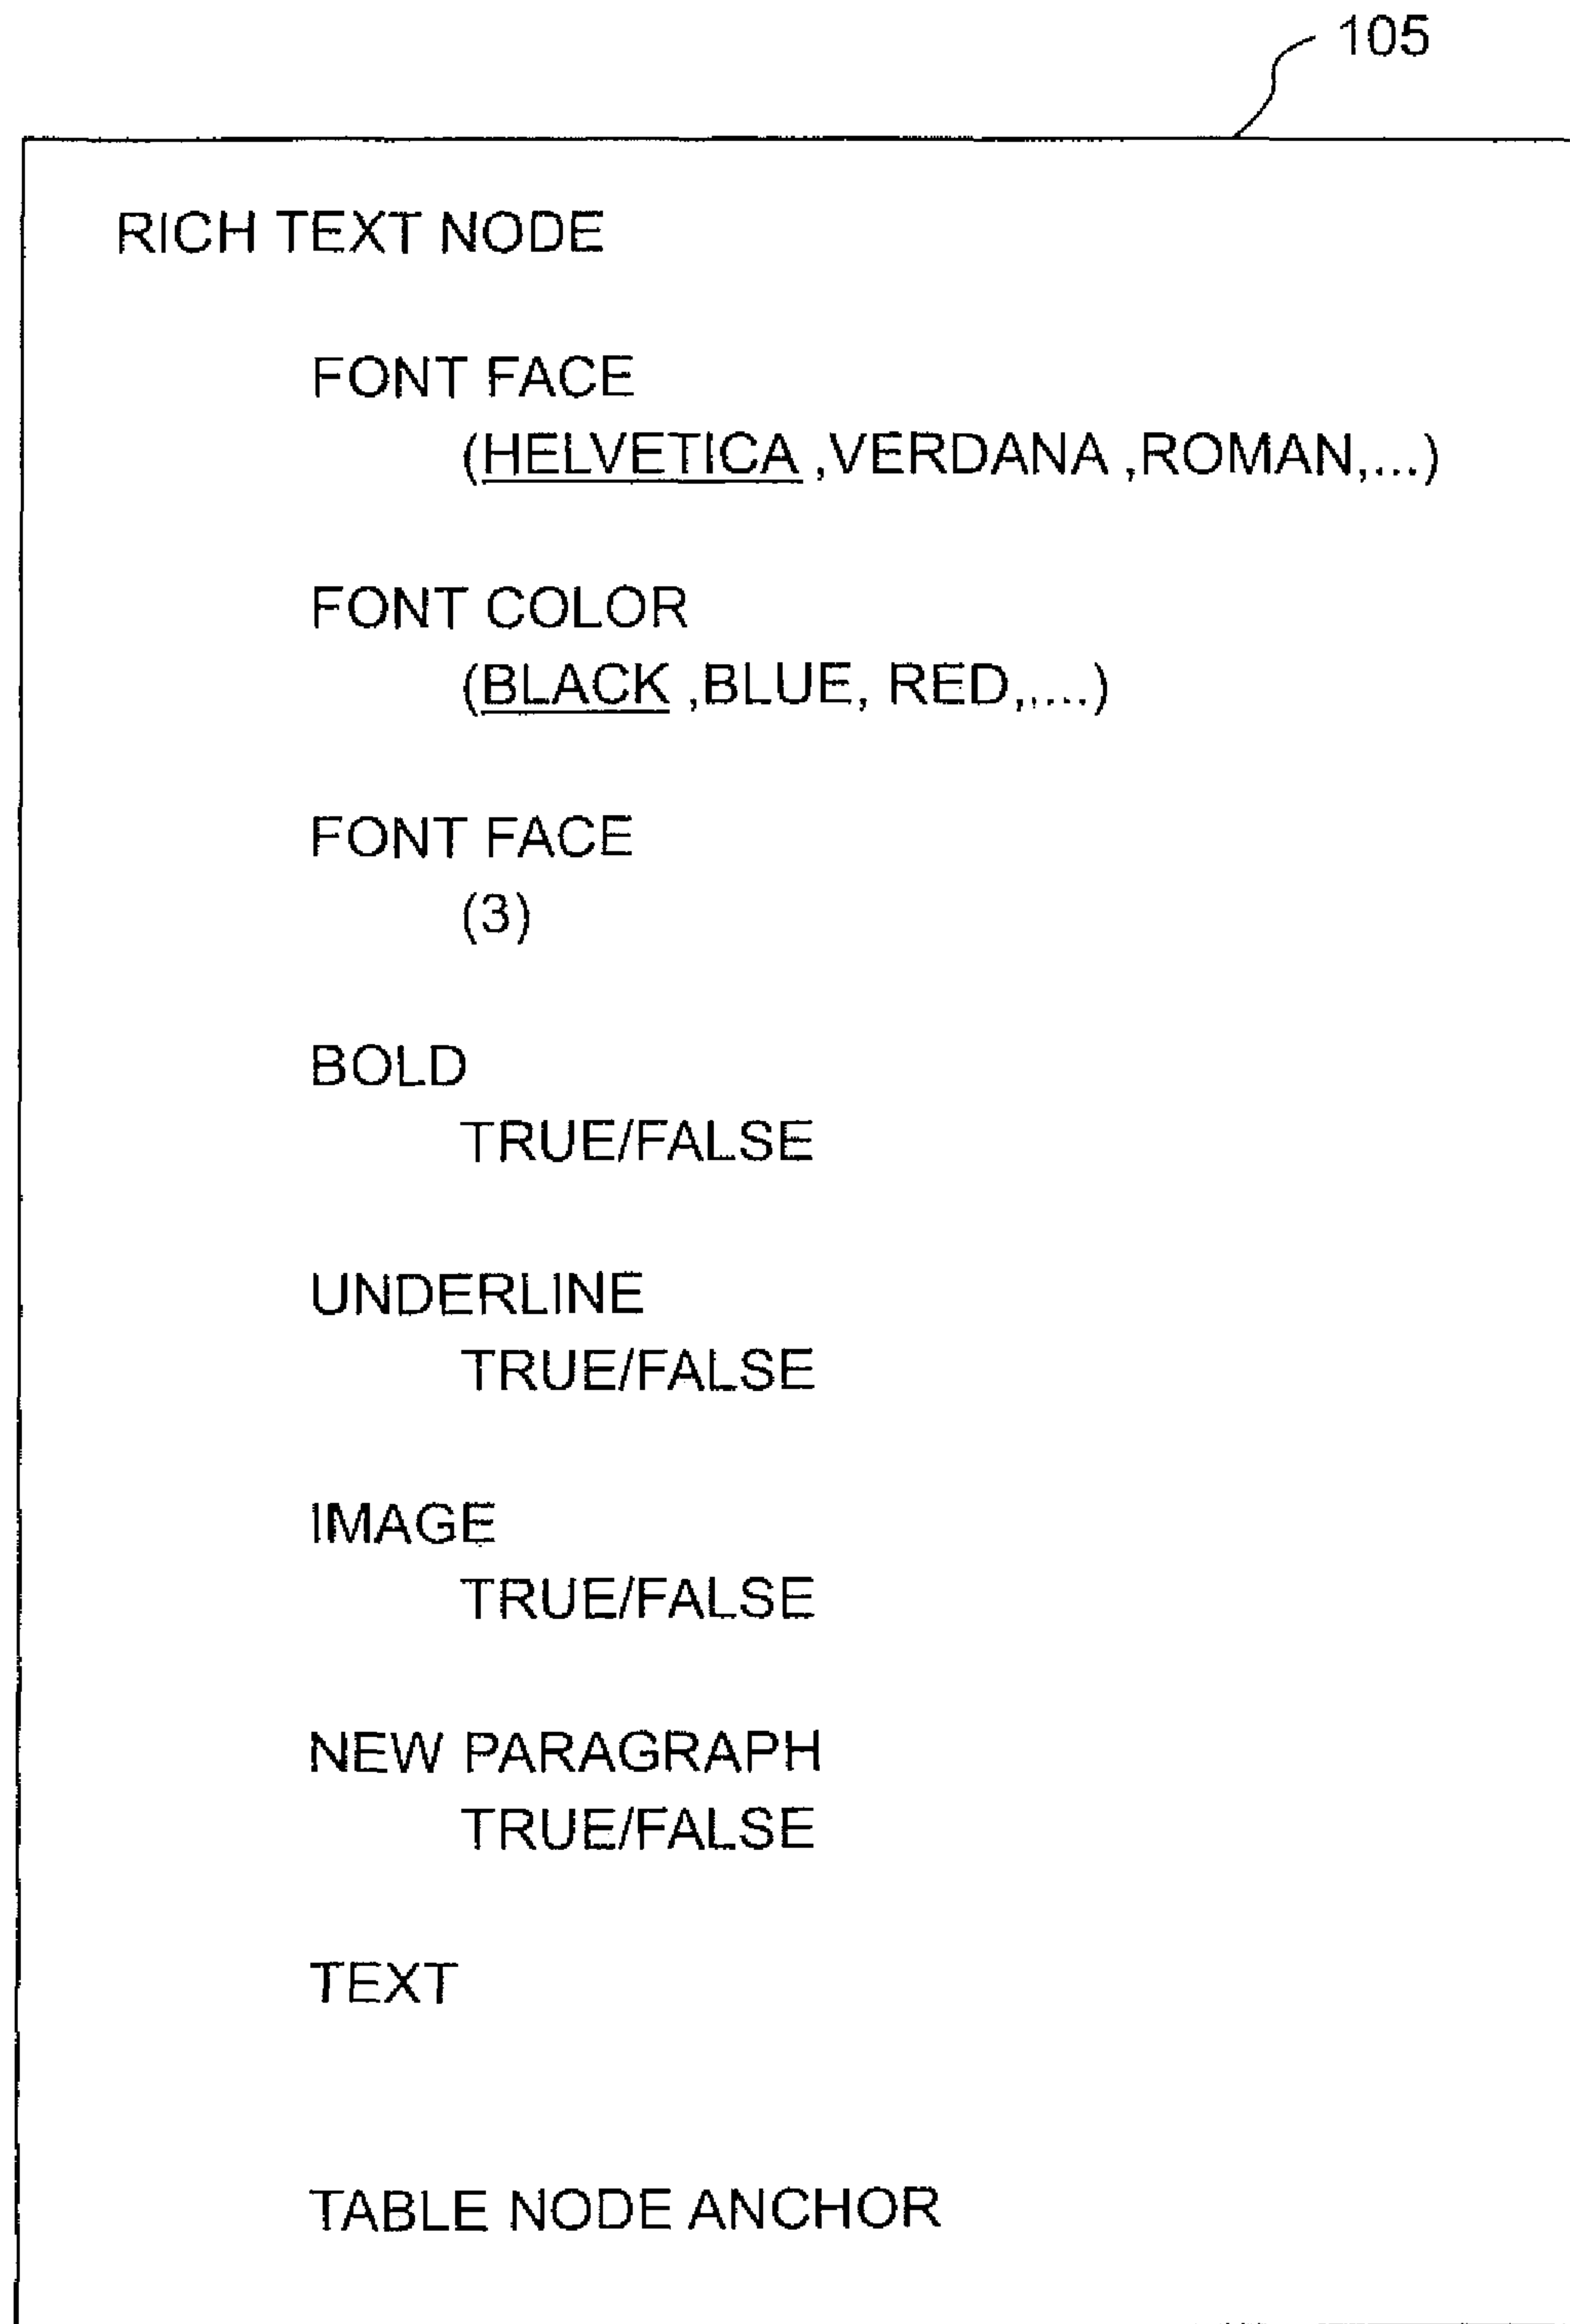 105
RICH TEXT NODE
FONT FACE
(HELVETICA ,VERDANA ,ROMAN,...)
FONT COLOR
(BLACK ,BLUE, RED,,...)
FONT FACE
(3)
BOLD
TRUE/FALSE
UNDERLINE
TRUE/FALSE
IMAGE
TRUE/FALSE
NEW PARAGRAPH
TRUE/FALSE
TEXT
TABLE NODE ANCHOR